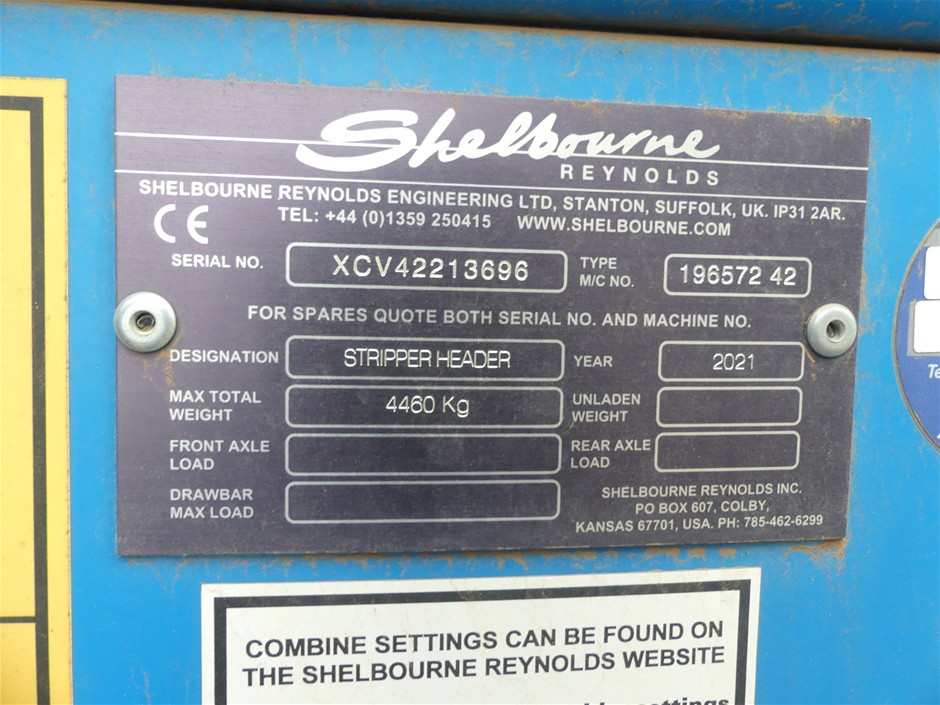 Shelbourne
REYNOLDS
SHELBOURNE REYNOLDS ENGINEERING LTD, STANTON, SUFFOLK, UK. IP31 2AR.
CE TEL: +44 (0)1359 250415 WWW.SHELBOURNE.COM
SERIAL NO. XCV42213696 TYPE M/C NO. 196572 42
FOR SPARES QUOTE BOTH SERIAL NO. AND MACHINE NO.
DESIGNATION STRIPPER HEADER YEAR 2021
MAX TOTAL WEIGHT 4460 Kg UNLADEN WEIGHT
FRONT AXLE LOAD REAR AXLE LOAD
DRAWBAR MAX LOAD
SHELBOURNE REYNOLDS INC.
PO BOX 607, COLBY,
KANSAS 67701, USA. PH: 785-462-6299
COMBINE SETTINGS CAN BE FOUND ON
THE SHELBOURNE REYNOLDS WEBSITE
settings
Te